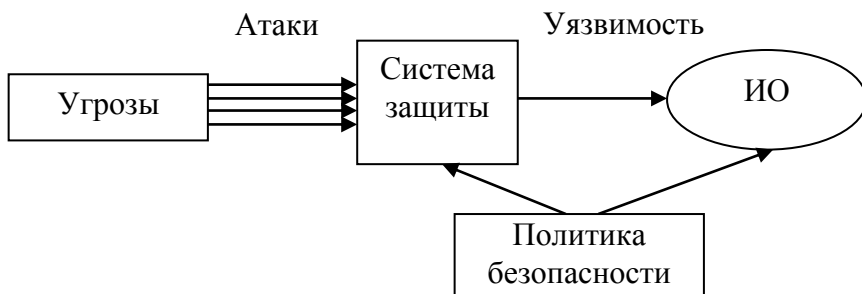 Атаки
Уязвимость
Угрозы
Система
защиты
ИО
Политика
безопасности